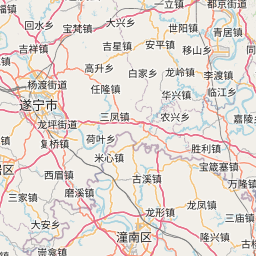 立镇
都京街道
回水乡
宝梵镇
大兴乡
世阳镇
青居镇
吉祥镇
吉星镇
安平镇
移山乡
高升乡
白家乡
龙岭镇
李渡镇
杨渡街道
任隆镇
华兴镇
临江乡
遂宁市
三凤镇
农兴乡
嘉陵
龙坪街道
荷叶乡
复桥镇
米心镇
胜利镇
宝箴塞镇
古溪镇
万隆
磨溪镇
三家镇
西眉镇
龙形镇
龙凤镇
三庙
大安乡
潼南区
隆兴镇
古楼
崇龛镇